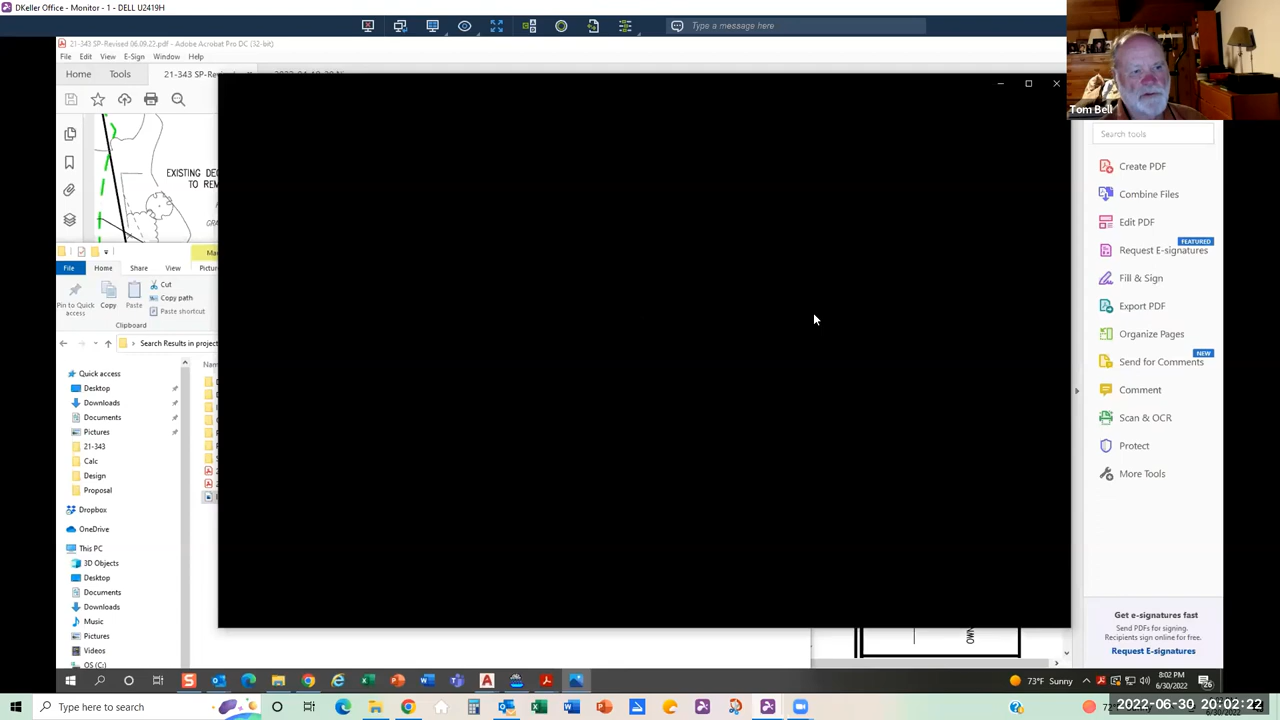 DKeller Office - Monitor - 1 - DELL U2419H
Type a message here
21-343 SP-Revised 06.09.22.pdf - Adobe Acrobat Pro DC (32-bit)
File Edit View E-Sign Window Help
Home Tools
Tom Bell
EXISTING
TO
Search tools
Create PDF
Combine Files
Edit PDF
FEATURED
Request E-signatures
Fill & Sign
Export PDF
Organize Pages
NEW
Send for Comments
Comment
Scan & OCR
Protect
More Tools
File Home Share View
Cut
Copy path
Paste shortcut
Pin to Quick access
Copy
Paste
Clipboard
Search Results in project
Quick access
Desktop
Downloads
Documents
Pictures
21-343
Calc
Design
Proposal
Dropbox
OneDrive
This PC
3D Objects
Desktop
Documents
Downloads
Music
Pictures
Videos
OS (C:)
Get e-signatures fast
Send PDFs for signing.
Recipients sign online for free.
Request E-signatures
73°F Sunny
8:02 PM
6/30/2022
26
Type here to search
2022-06-30 20:02:22